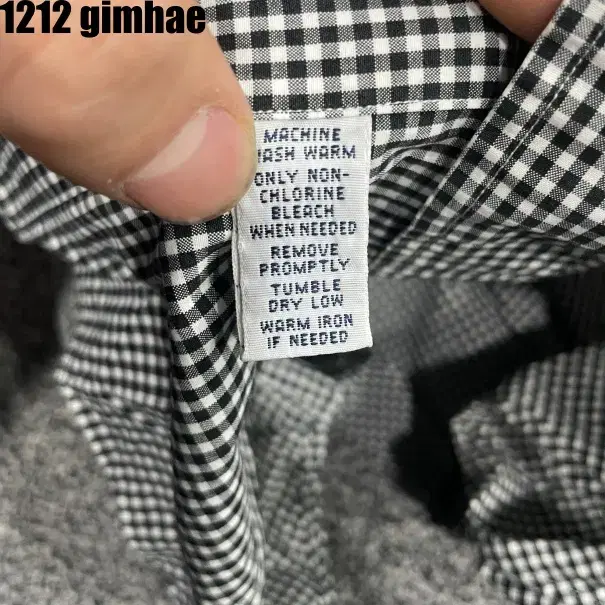 1212 gimhae
MACHINE
WASH WARM
ONLY NON-
CHLORINE
BLEACH
WHEN NEEDED
REMOVE
PROMPTLY
TUMBLE
DRY LOW
WARM IRON
IF NEEDED